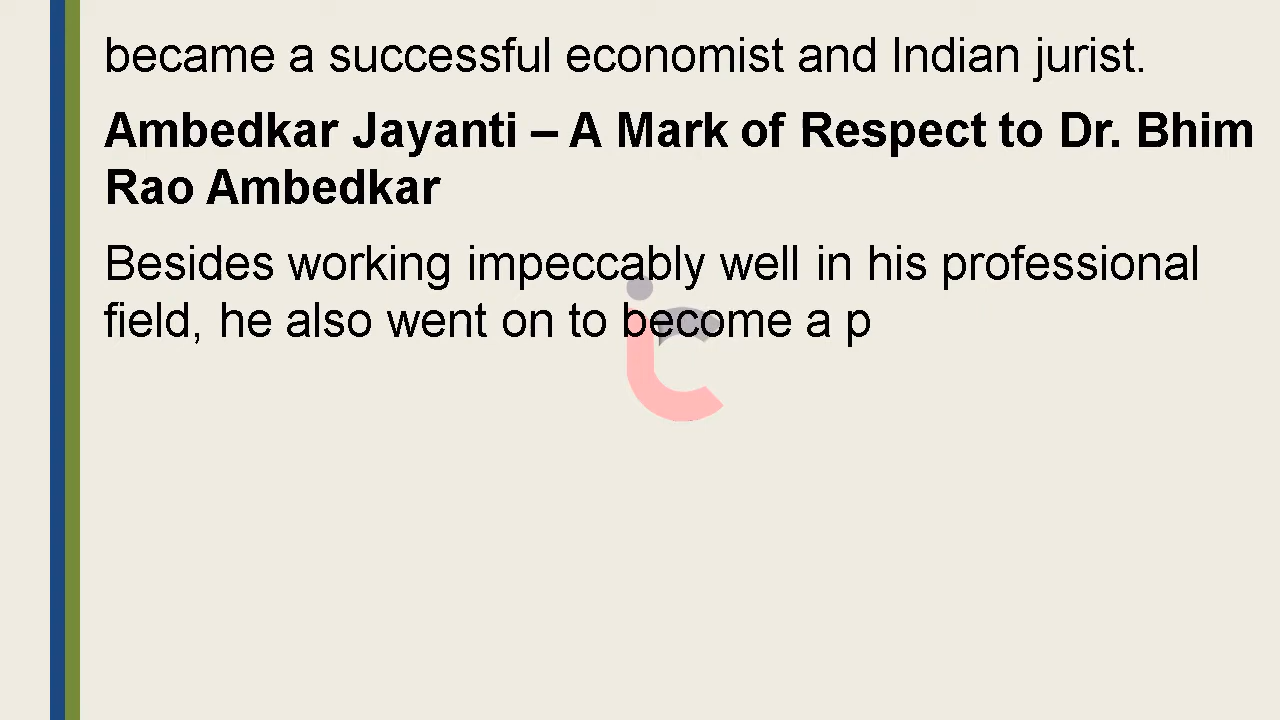 became a successful economist and Indian jurist.
Ambedkar Jayanti – A Mark of Respect to Dr. Bhim
Rao Ambedkar
Besides working impeccably well in his professional
field, he also went on to become a p